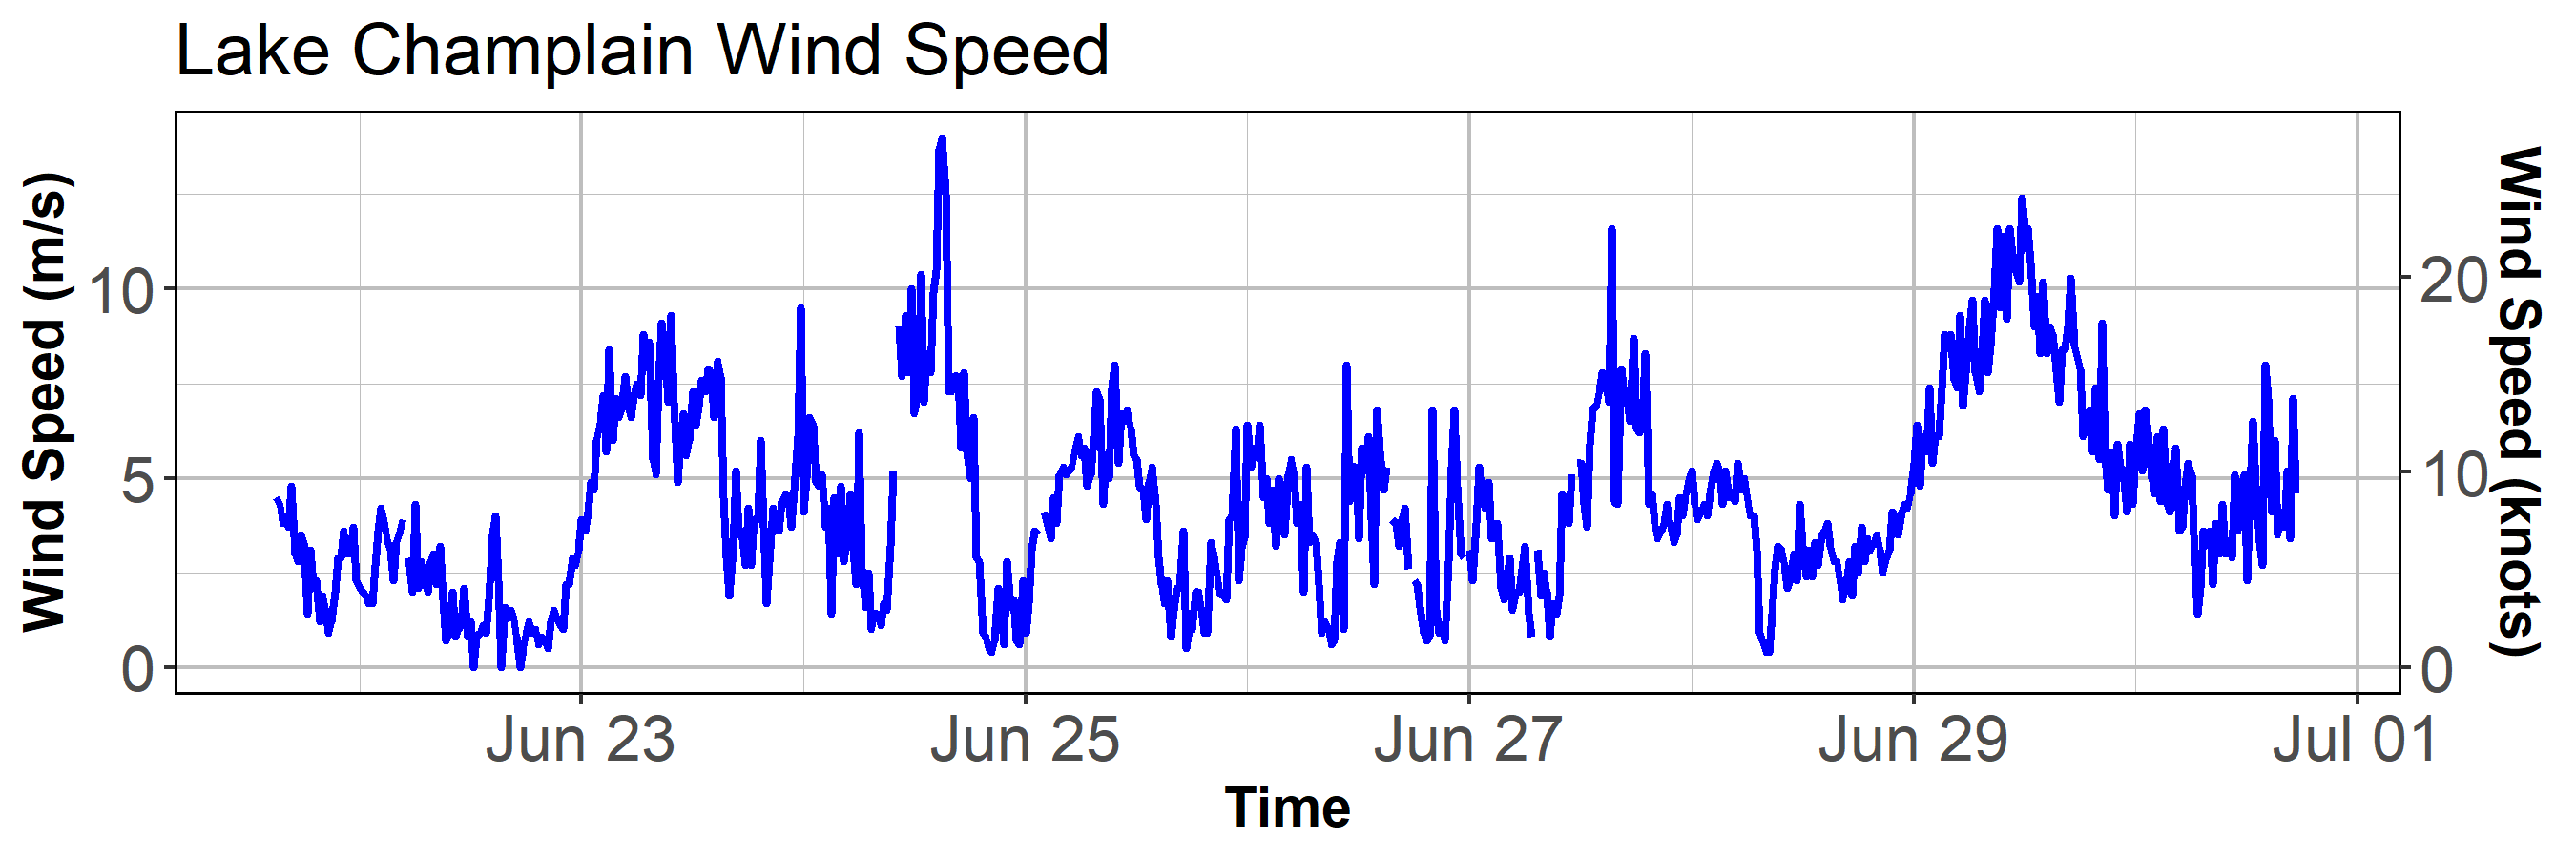 Lake Champlain Wind Speed
Wind Speed (m/s)
10
5
0
Wind Speed (knots)
20
10
0
Jun 23
Jun 25
Jun 27
Jun 29
Jul 01
Time